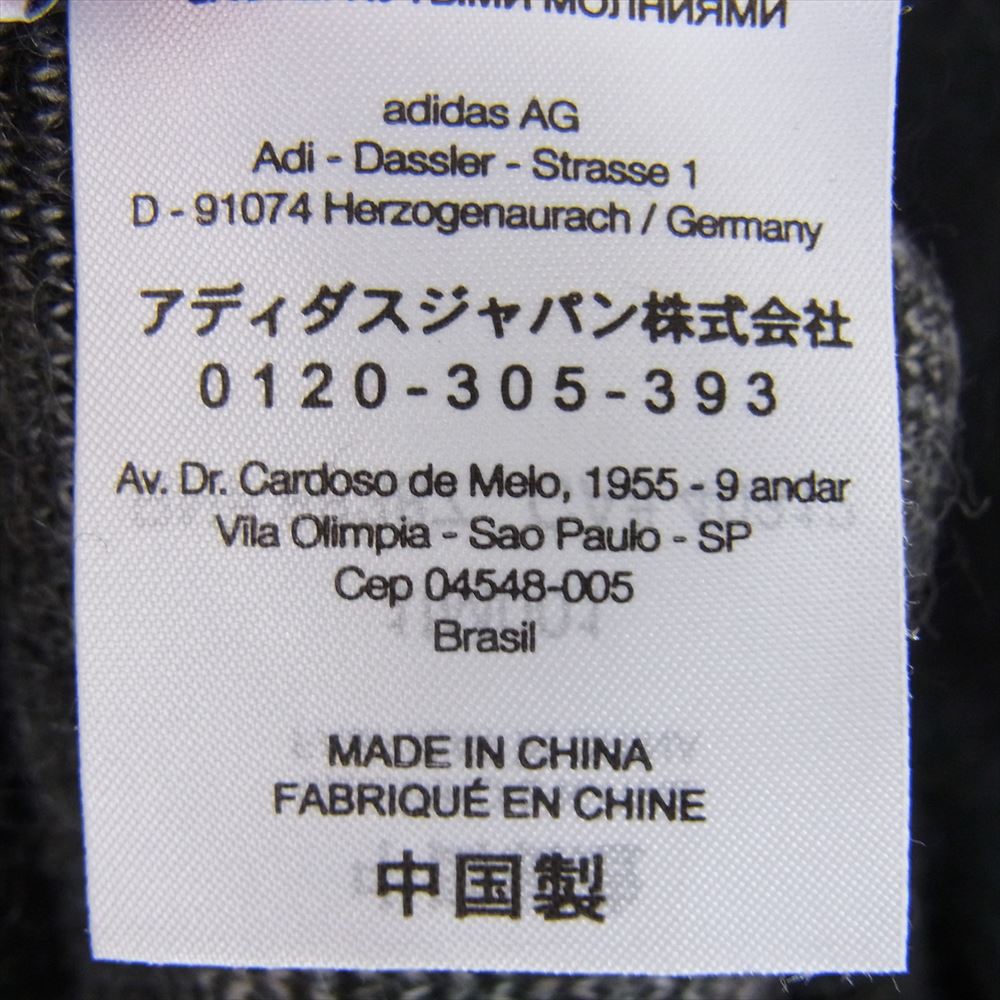 МОЛНИЯМИ
adidas AG
Adi - Dassler - Strasse 1
D - 91074 Herzogenaurach / Germany
アディダスジャパン株式会社
0120-305-393
Av. Dr. Cardoso de Melo, 1955 - 9 andar
Vila Olimpia - Sao Paulo - SP
Cep 04548-005
Brasil
MADE IN CHINA
FABRIQUÉ EN CHINE
中国製